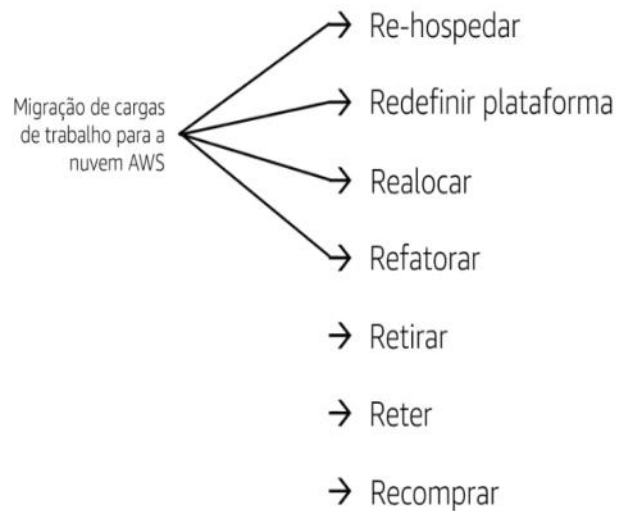 Re-hospedar
Migração de cargas
de trabalho para a
nuvem AWS
Redefinir plataforma
Realocar
Refatorar
Retirar
Reter
Recomprar